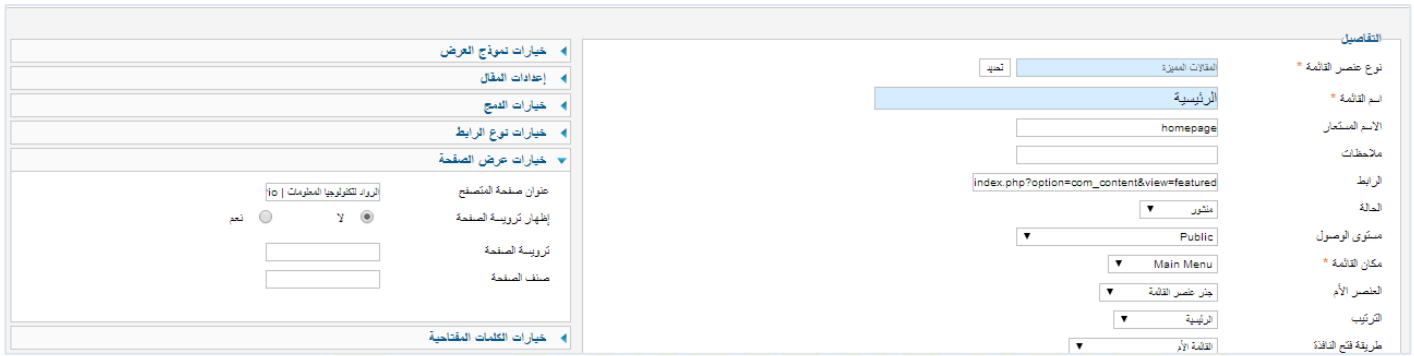 التفاصيل
نوع عنصر القائمة *
المقالات المميزة
تحديد
اسم القائمة *
الرئيسية
الاسم المستعار
homepage
ملاحظات
الرابط
index.php?option=com_content&view=featured
الحالة
منشور
مستوى الوصول
Public
مكان القائمة *
Main Menu
العنصر الأم
جذر عنصر القائمة
الترتيب
الرئيسية
طريقة فتح النافذة
القائمة الأم
خيارات نموذج العرض
إعدادات المقال
خيارات الدمج
خيارات نوع الرابط
خيارات عرض الصفحة
عنوان صفحة المتصفح
الرواد للتكنولوجيا المعلومات |
إظهار ترويسة الصفحة
لا
نعم
ترويسة الصفحة
صنف الصفحة
خيارات الكلمات المفتاحية